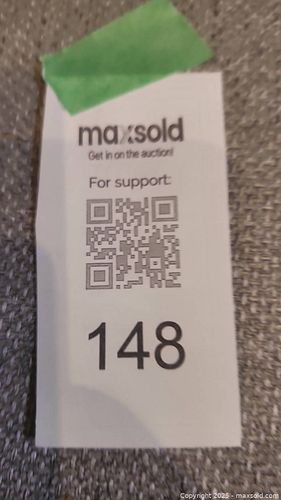 maxsold
Get in on the auction!
For support:
148
Copyright 2025 - maxsold.com